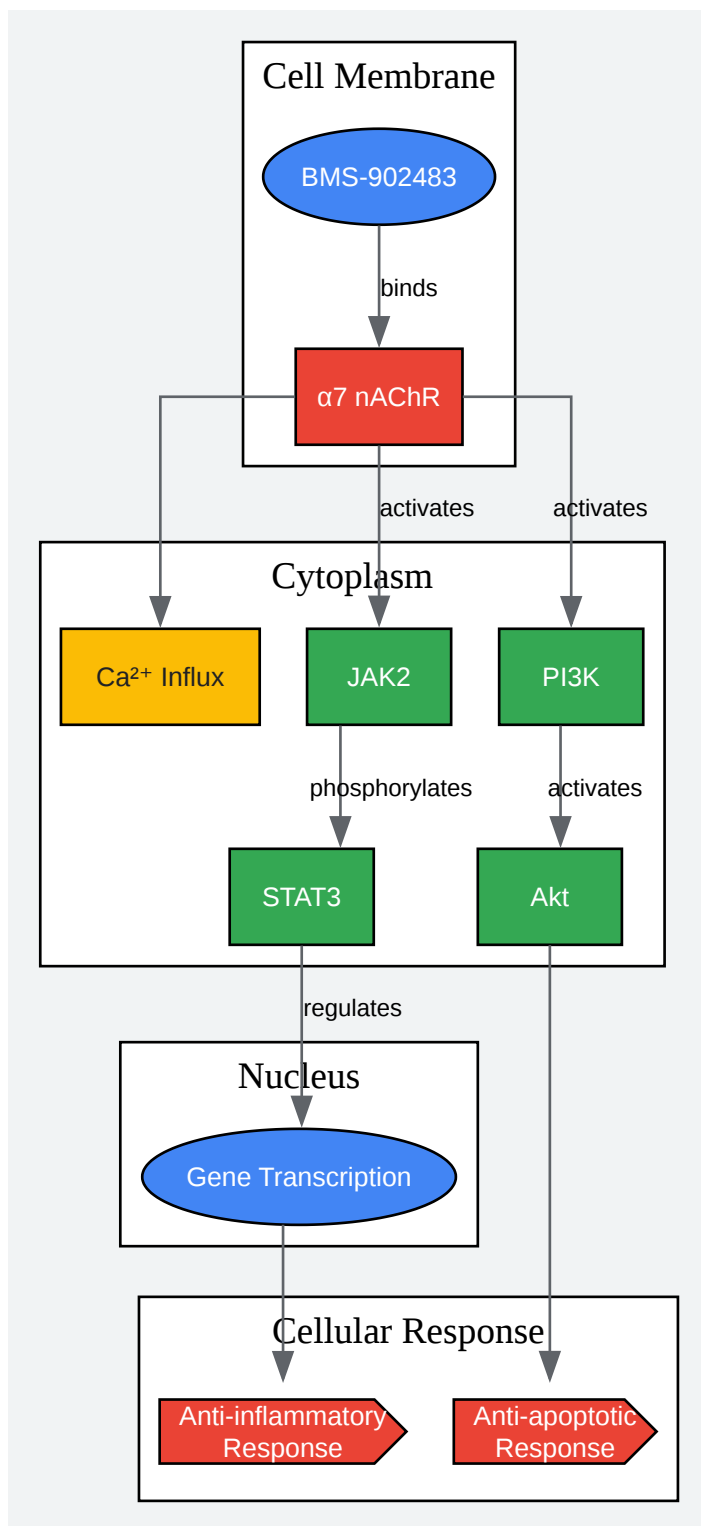 Cell Membrane
BMS-902483
binds
α7 nAChR
activates
activates
Cytoplasm
Ca²⁺ Influx
JAK2
PI3K
phosphorylates
activates
STAT3
Akt
regulates
Nucleus
Gene Transcription
Cellular Response
Anti-inflammatory
Response
Anti-apoptotic
Response